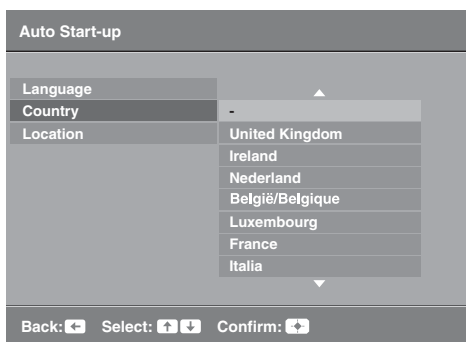 Auto Start-up
Language
Country
Location
-
United Kingdom
Ireland
Nederland
België/Belgique
Luxembourg
France
Italia
Back: Select: Confirm: